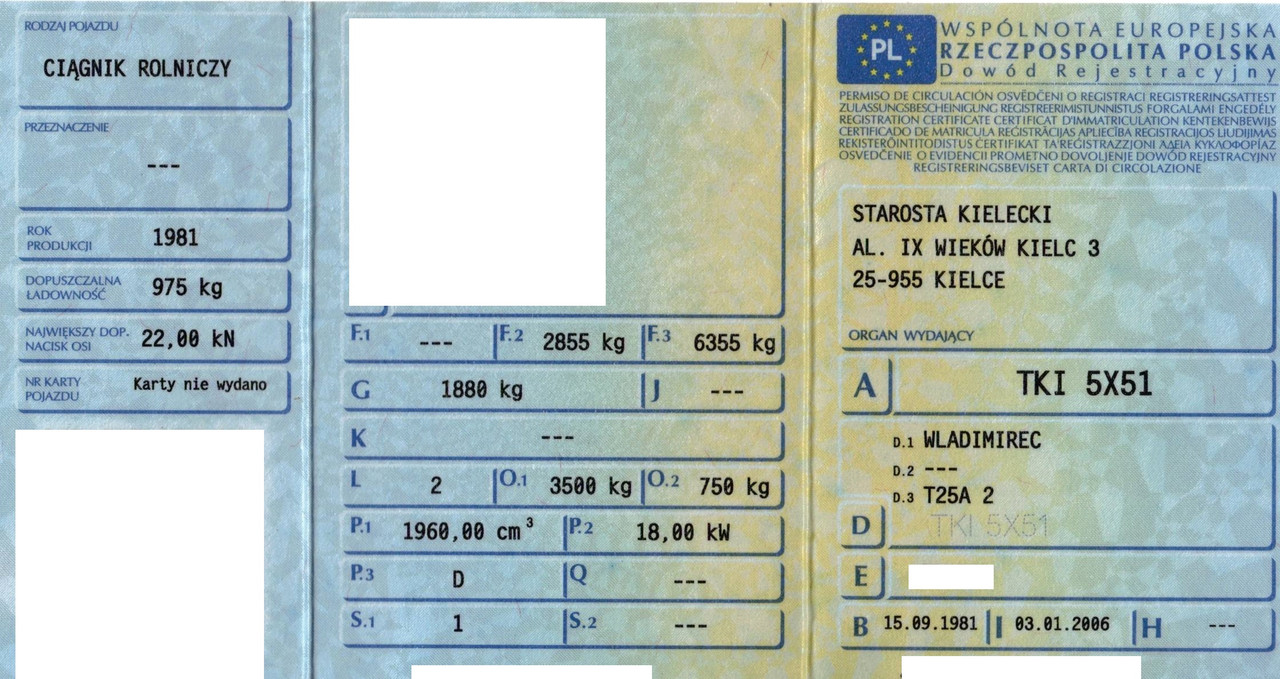 RODZAJ POJAZDU
CIĄGNIK ROLNICZY
PRZEZNACZENIE
---
ROK
PRODUKCJI
1981
DOPUSZCZALNA
ŁADOWNOŚĆ
975 kg
NAJWIĘKSZY DOP.
NACISK OSI
22,00 kN
NR KARTY
POJAZDU
Karty nie wydano
F.1 --- F.2 2855 kg F.3 6355 kg
G 1880 kg J ---
K ---
L 2 O.1 3500 kg O.2 750 kg
P.1 1960,00 cm³ P.2 18,00 kW
P.3 D Q ---
S.1 1 S.2 ---
PL
WSPÓLNOTA EUROPEJSKA
RZECZPOSPOLITA POLSKA
Dowód Rejestracyjny
PERMISO DE CIRCULACIÓN OSVĚDČENI O REGISTRACI REGISTRERINGSATTEST
ZULASSUNGSBESCHEINIGUNG REGISTREERIMISTUNNISTUS FORGALAMI ENGEDÉLY
REGISTRATION CERTIFICATE CERTIFICAT D'IMMATRICULATION KENTEKENBEWIJS
CERTIFICADO DE MATRICULA REĢISTRĀCIJAS APLIECĪBA REGISTRACIJOS LIUDIJIMAS
REKISTERÖINTITODISTUS ĊERTIFIKAT TA'REĠISTRAZZJONI ΑΔΕΙΑ ΚΥΚΛΟΦΟΡΙΑΣ
OSVEDČENIE O EVIDENCII PROMETNO DOVOLJENJE DOWÓD REJESTRACYJNY
REGISTRERINGSBEVISET CARTA DI CIRCOLAZIONE
STAROSTA KIELECKI
AL. IX WIEKÓW KIELC 3
25-955 KIELCE
ORGAN WYDAJĄCY
A TKI 5X51
D.1 WLADIMIREC
D.2 ---
D.3 T25A 2
D TKI 5X51
E
B 15.09.1981 I 03.01.2006 H ---